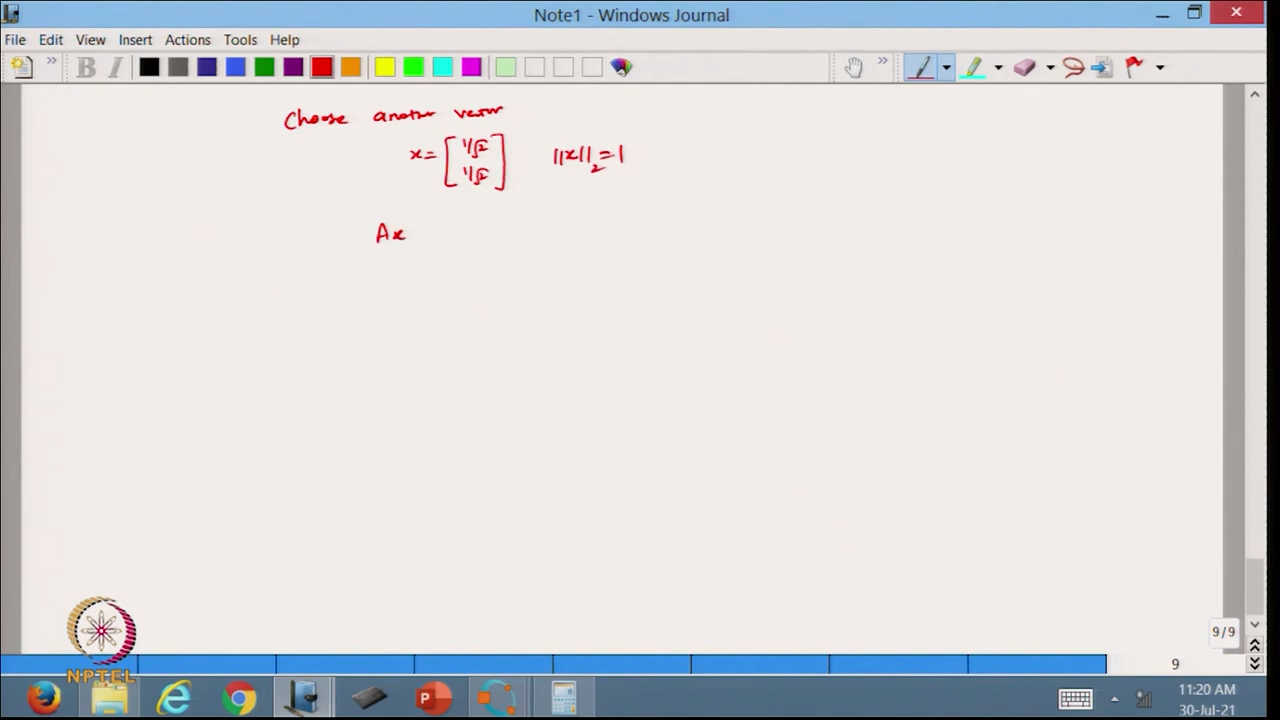 Note1 - Windows Journal
File Edit View Insert Actions Tools Help
B I
Choose another vector
x = [ 1/√2
1/√2 ] ||x||₂ = 1
Ax
9 / 9
NPTEL
9
11:20 AM
30-Jul-21